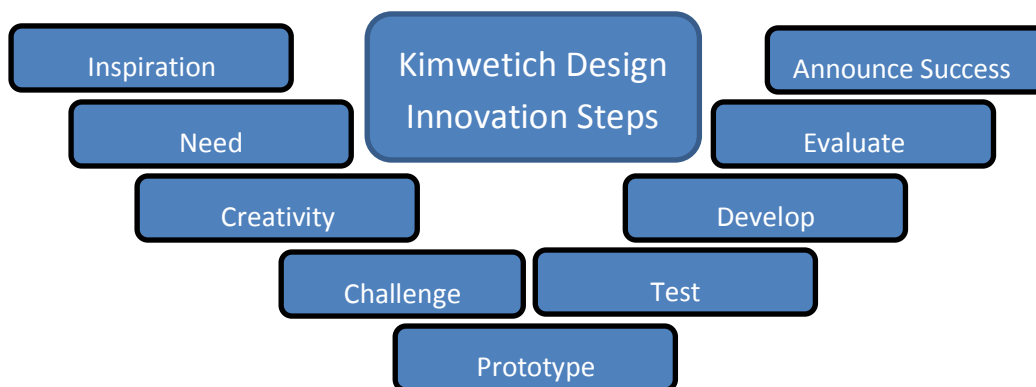 Kimwetich Design
Innovation Steps
Inspiration
Need
Creativity
Challenge
Prototype
Test
Develop
Evaluate
Announce Success